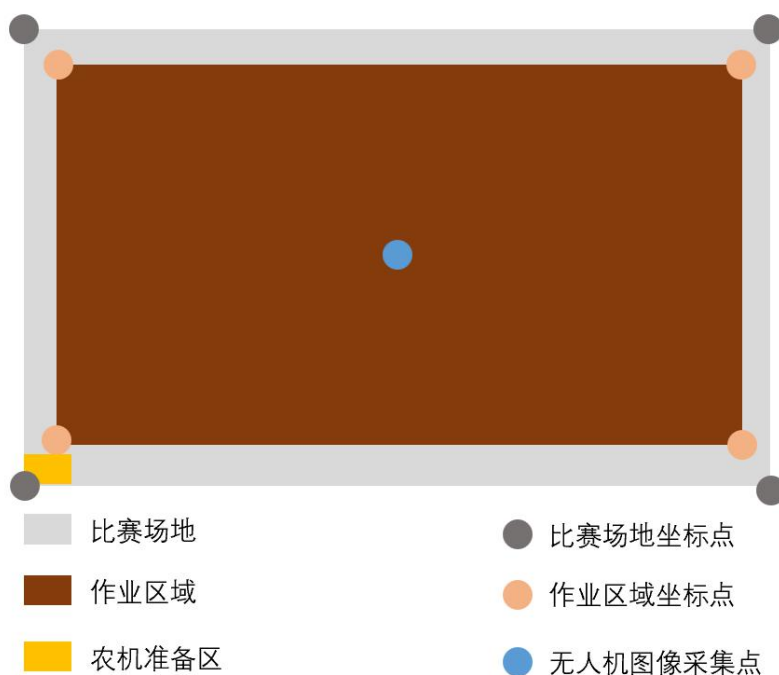 比赛场地
作业区域
农机准备区
比赛场地坐标点
作业区域坐标点
无人机图像采集点